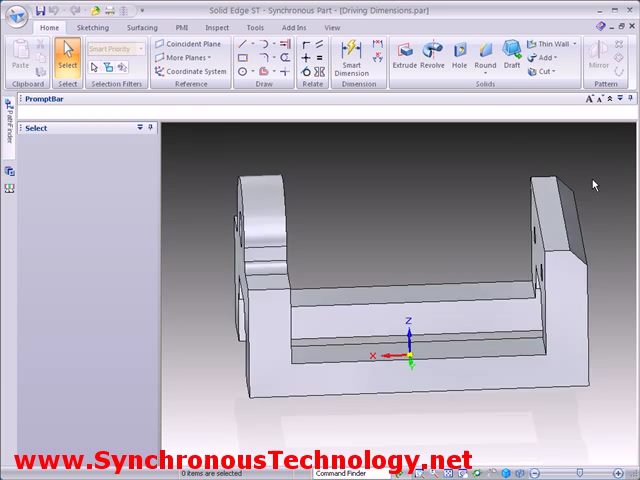 Solid Edge ST - Synchronous Part - [Driving Dimensions.par]
Home Sketching Surfacing PMI Inspect Tools Add Ins View
Paste
Select
Smart Priority
Coincident Plane
More Planes
Coordinate System
Smart Dimension
Extrude Revolve Hole Round Draft
Thin Wall
Add
Cut
Mirror
Clipboard Select Selection Filters Reference Draw Relate Dimension Solids Pattern
PromptBar
PathFinder
Select
Z
X
Y
0 items are selected
Command Finder
www.SynchronousTechnology.net